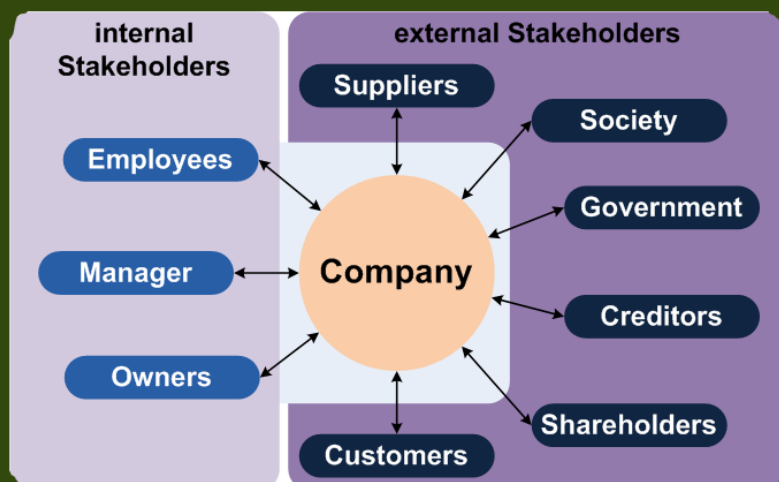 internal
Stakeholders
external Stakeholders
Suppliers
Society
Employees
Government
Manager
Company
Creditors
Owners
Shareholders
Customers